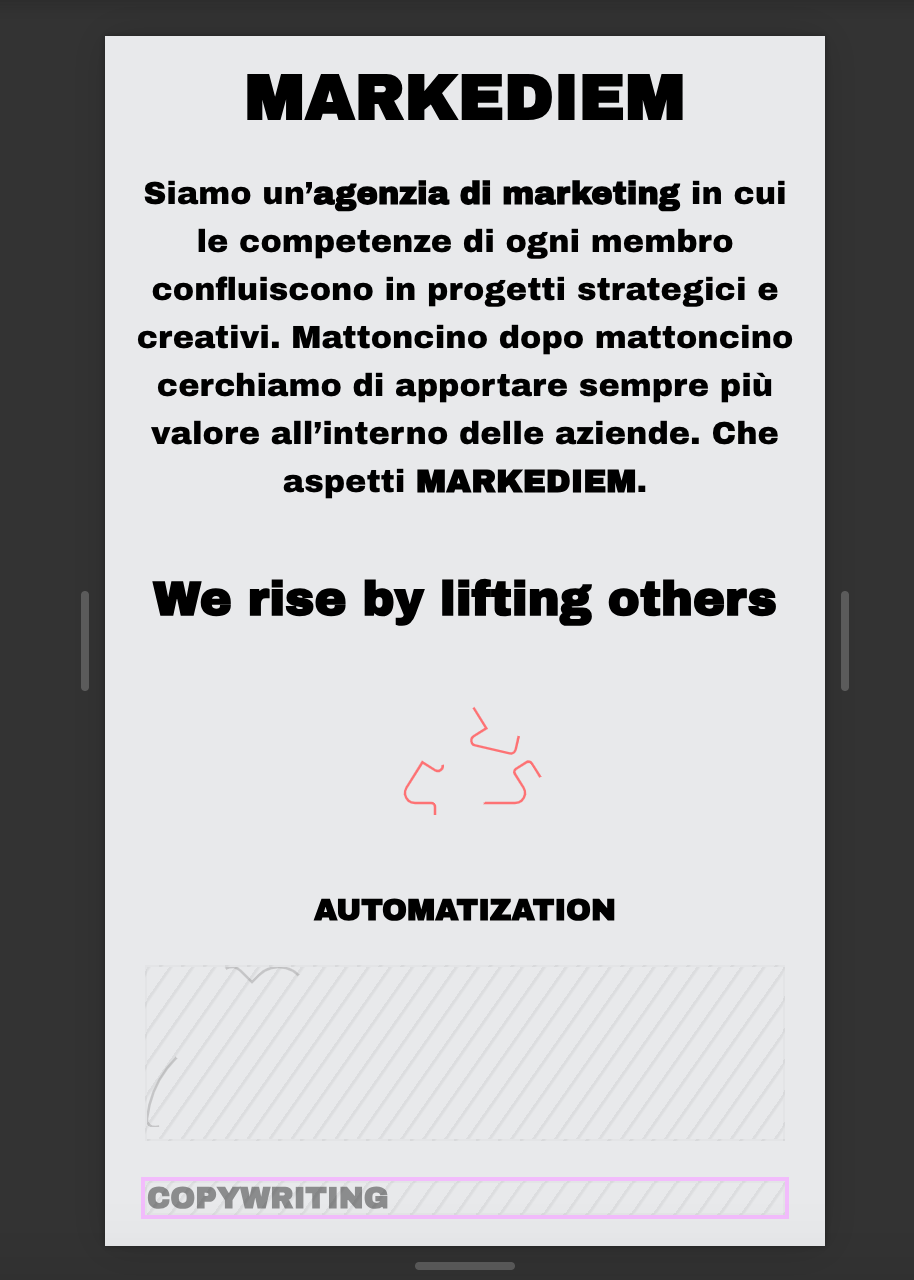 MARKEDIEM
Siamo un’agenzia di marketing in cui
le competenze di ogni membro
confluiscono in progetti strategici e
creativi. Mattoncino dopo mattoncino
cerchiamo di apportare sempre più
valore all’interno delle aziende. Che
aspetti MARKEDIEM.
We rise by lifting others
AUTOMATIZATION
COPYWRITING